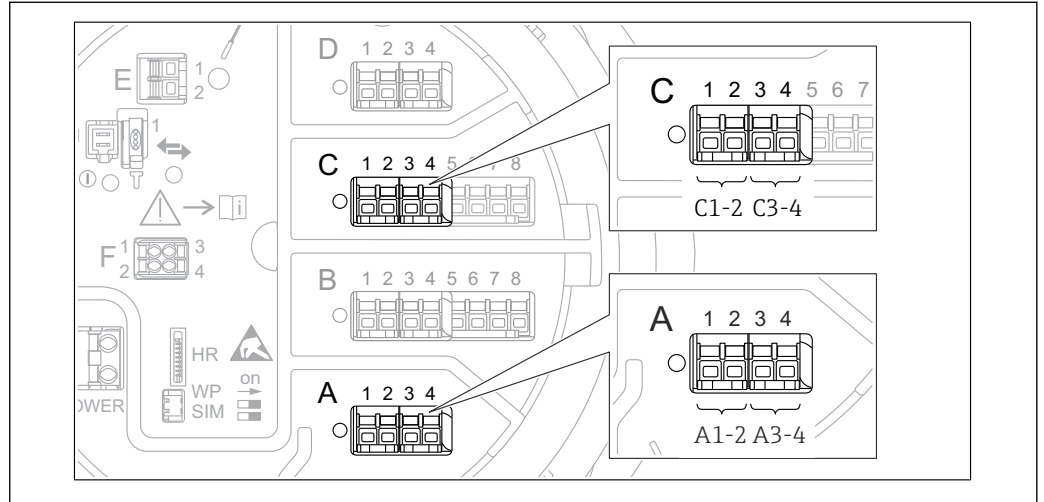 D 1 2 3 4
E 1
2
1
C 1 2 3 4 5 6 7 8
i
F 1 3
2 4
B 1 2 3 4 5 6 7 8
HR
WP on
SIM
OWER
A 1 2 3 4
C 1 2 3 4 5 6 7
C1-2 C3-4
A 1 2 3 4
A1-2 A3-4